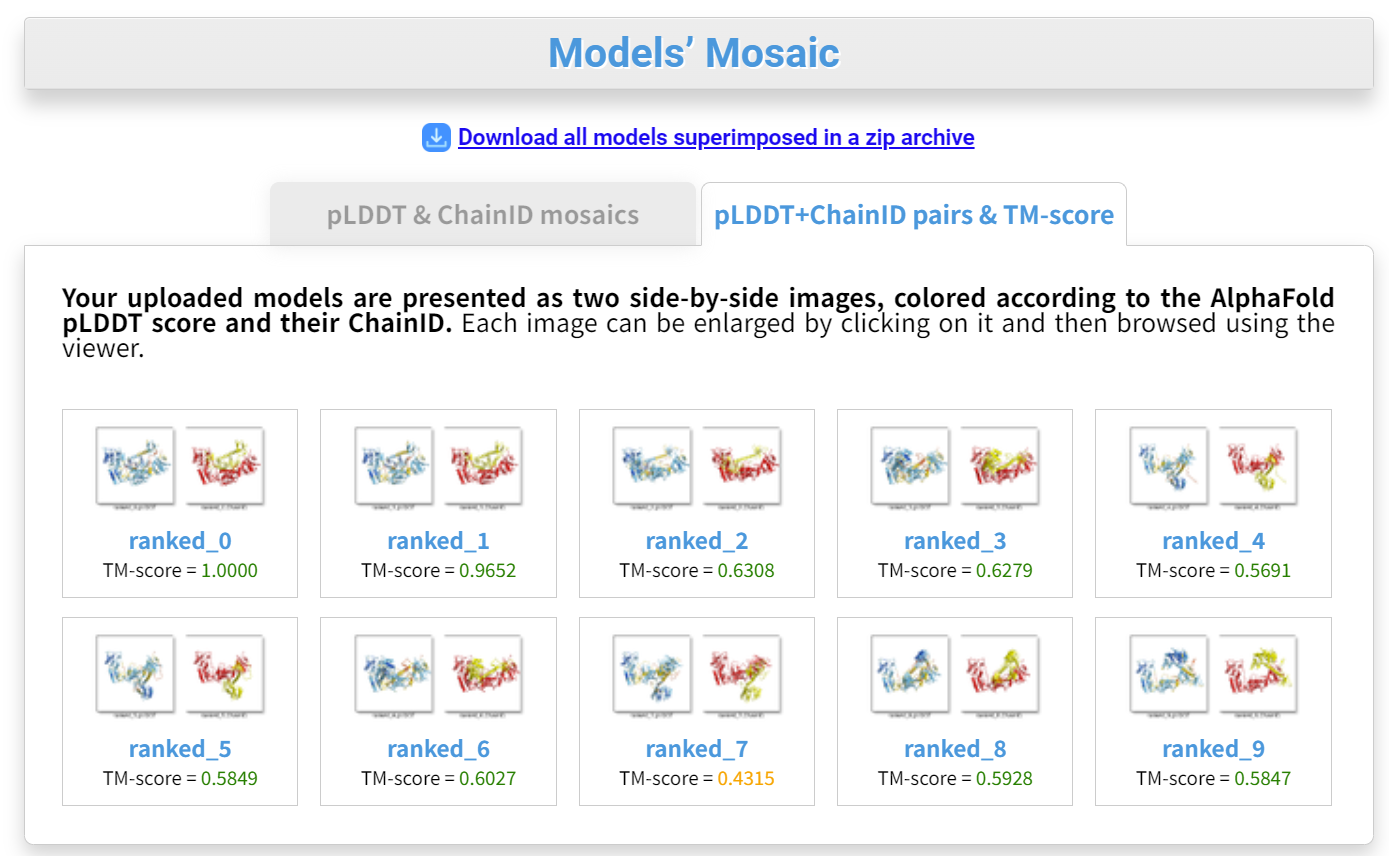 Models’ Mosaic
Download all models superimposed in a zip archive
pLDDT & ChainID mosaics
pLDDT+ChainID pairs & TM-score
Your uploaded models are presented as two side-by-side images, colored according to the AlphaFold
pLDDT score and their ChainID. Each image can be enlarged by clicking on it and then browsed using the
viewer.
ranked_0
TM-score = 1.0000
ranked_1
TM-score = 0.9652
ranked_2
TM-score = 0.6308
ranked_3
TM-score = 0.6279
ranked_4
TM-score = 0.5691
ranked_5
TM-score = 0.5849
ranked_6
TM-score = 0.6027
ranked_7
TM-score = 0.4315
ranked_8
TM-score = 0.5928
ranked_9
TM-score = 0.5847